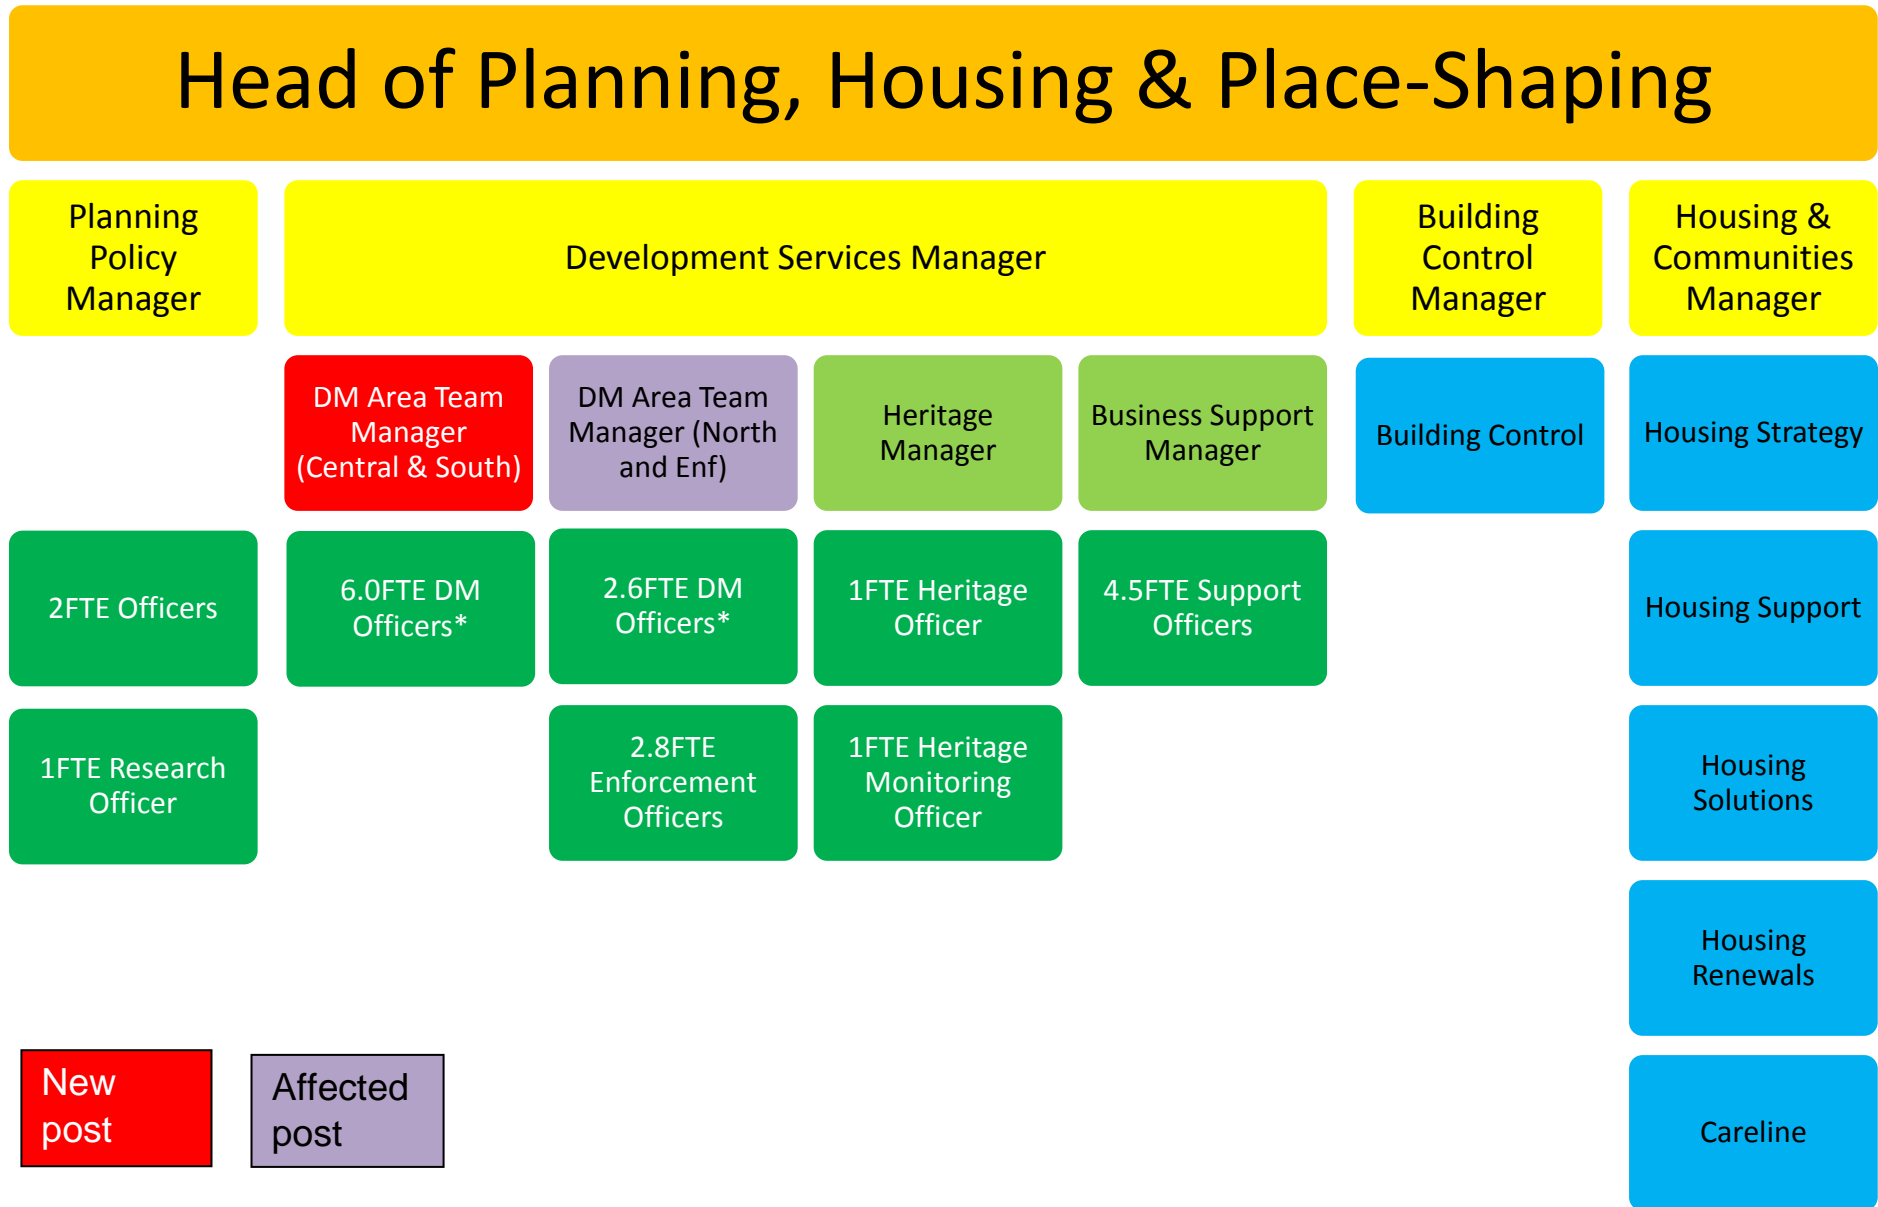 Head of Planning, Housing & Place-Shaping
Planning
Policy
Manager
Development Services Manager
Building
Control
Manager
Housing &
Communities
Manager
DM Area Team
Manager
(Central & South)
DM Area Team
Manager (North
and Enf)
Heritage
Manager
Business Support
Manager
Building Control
Housing Strategy
2FTE Officers
6.0FTE DM
Officers*
2.6FTE DM
Officers*
1FTE Heritage
Officer
4.5FTE Support
Officers
Housing Support
1FTE Research
Officer
2.8FTE
Enforcement
Officers
1FTE Heritage
Monitoring
Officer
Housing
Solutions
Housing
Renewals
New
post
Affected
post
Careline